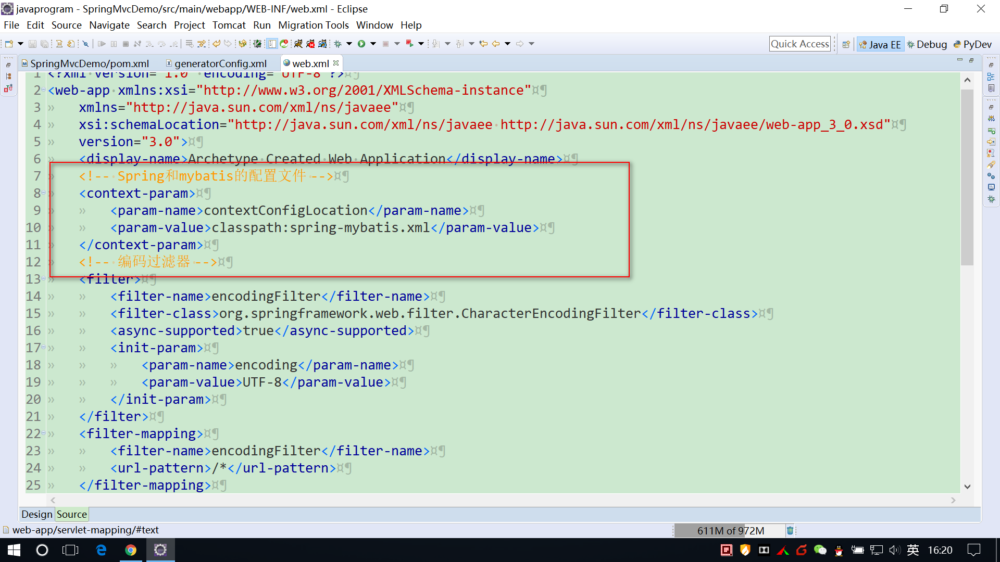 javaprogram - SpringMvcDemo/src/main/webapp/WEB-INF/web.xml - Eclipse
File Edit Source Navigate Search Project Tomcat Run Migration Tools Window Help
Quick Access Java EE Debug PyDev
SpringMvcDemo/pom.xml generatorConfig.xml web.xml
1 <?xml version="1.0" encoding="UTF-8"?>
2 <web-app xmlns:xsi="http://www.w3.org/2001/XMLSchema-instance"
3 xmlns="http://java.sun.com/xml/ns/javaee"
4 xsi:schemaLocation="http://java.sun.com/xml/ns/javaee http://java.sun.com/xml/ns/javaee/web-app_3_0.xsd"
5 version="3.0">
6 <display-name>Archetype Created Web Application</display-name>
7 <!-- Spring和mybatis的配置文件 -->
8 <context-param>
9 <param-name>contextConfigLocation</param-name>
10 <param-value>classpath:spring-mybatis.xml</param-value>
11 </context-param>
12 <!-- 编码过滤器 -->
13 <filter>
14 <filter-name>encodingFilter</filter-name>
15 <filter-class>org.springframework.web.filter.CharacterEncodingFilter</filter-class>
16 <async-supported>true</async-supported>
17 <init-param>
18 <param-name>encoding</param-name>
19 <param-value>UTF-8</param-value>
20 </init-param>
21 </filter>
22 <filter-mapping>
23 <filter-name>encodingFilter</filter-name>
24 <url-pattern>/*</url-pattern>
25 </filter-mapping>
Design Source
web-app/servlet-mapping/#text
611M of 972M
英 16:20